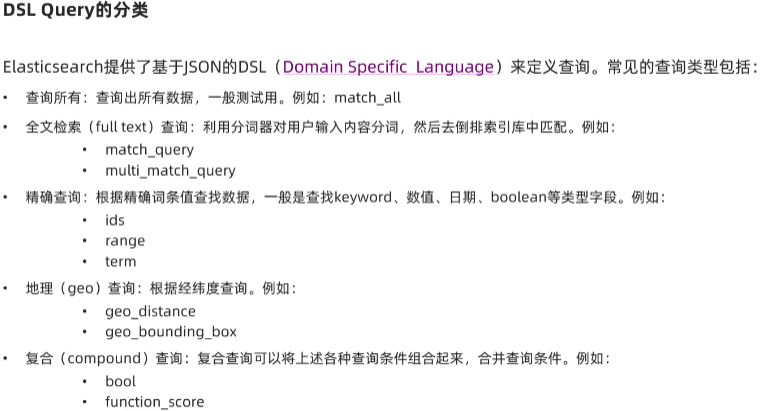 DSL Query的分类
Elasticsearch提供了基于JSON的DSL（Domain Specific Language）来定义查询。常见的查询类型包括：
• 查询所有：查询出所有数据，一般测试用。例如：match_all
• 全文检索（full text）查询：利用分词器对用户输入内容分词，然后去倒排索引库中匹配。例如：
• match_query
• multi_match_query
• 精确查询：根据精确词条值查找数据，一般是查找keyword、数值、日期、boolean等类型字段。例如：
• ids
• range
• term
• 地理（geo）查询：根据经纬度查询。例如：
• geo_distance
• geo_bounding_box
• 复合（compound）查询：复合查询可以将上述各种查询条件组合起来，合并查询条件。例如：
• bool
• function_score